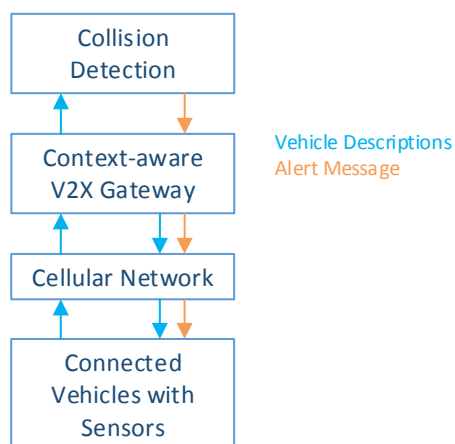 Collision
Detection
Context-aware
V2X Gateway
Vehicle Descriptions
Alert Message
Cellular Network
Connected
Vehicles with
Sensors